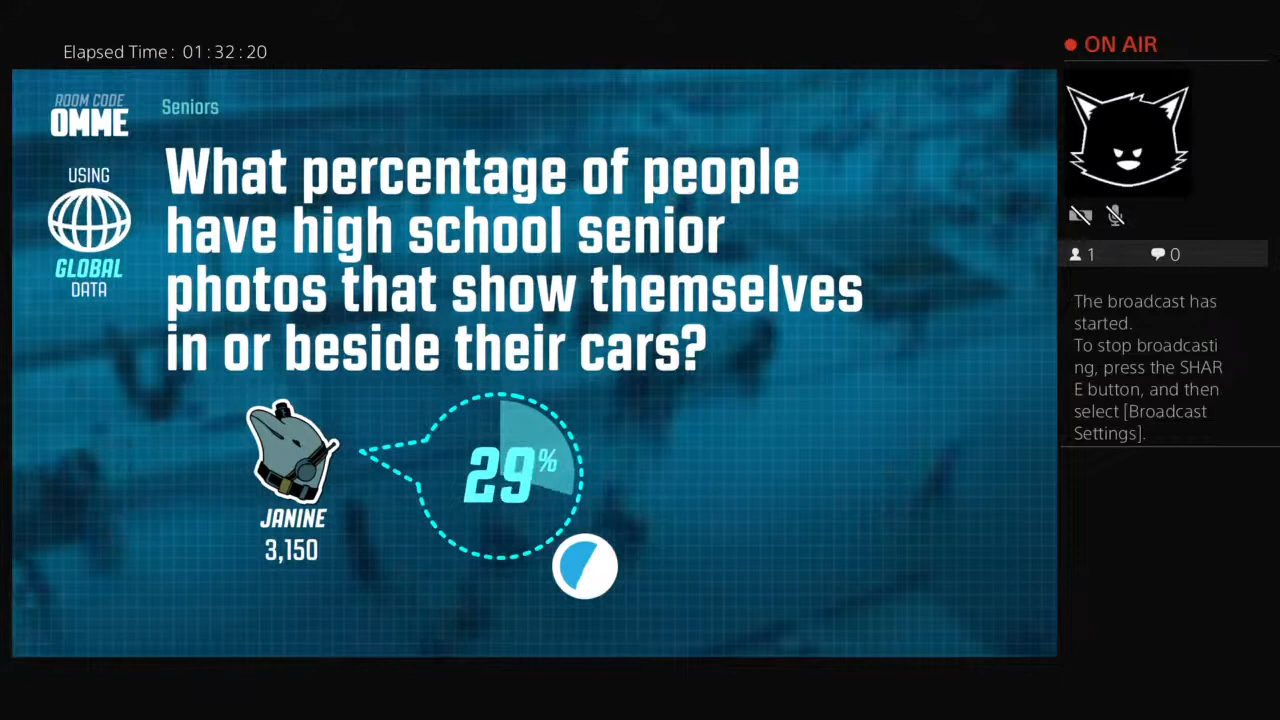 Elapsed Time: 01:32:20
ON AIR
ROOM CODE
OMME
Seniors
USING
GLOBAL
DATA
What percentage of people
have high school senior
photos that show themselves
in or beside their cars?
29%
JANINE
3,150
1
0
The broadcast has
started.
To stop broadcasti
ng, press the SHAR
E button, and then
select [Broadcast
Settings].